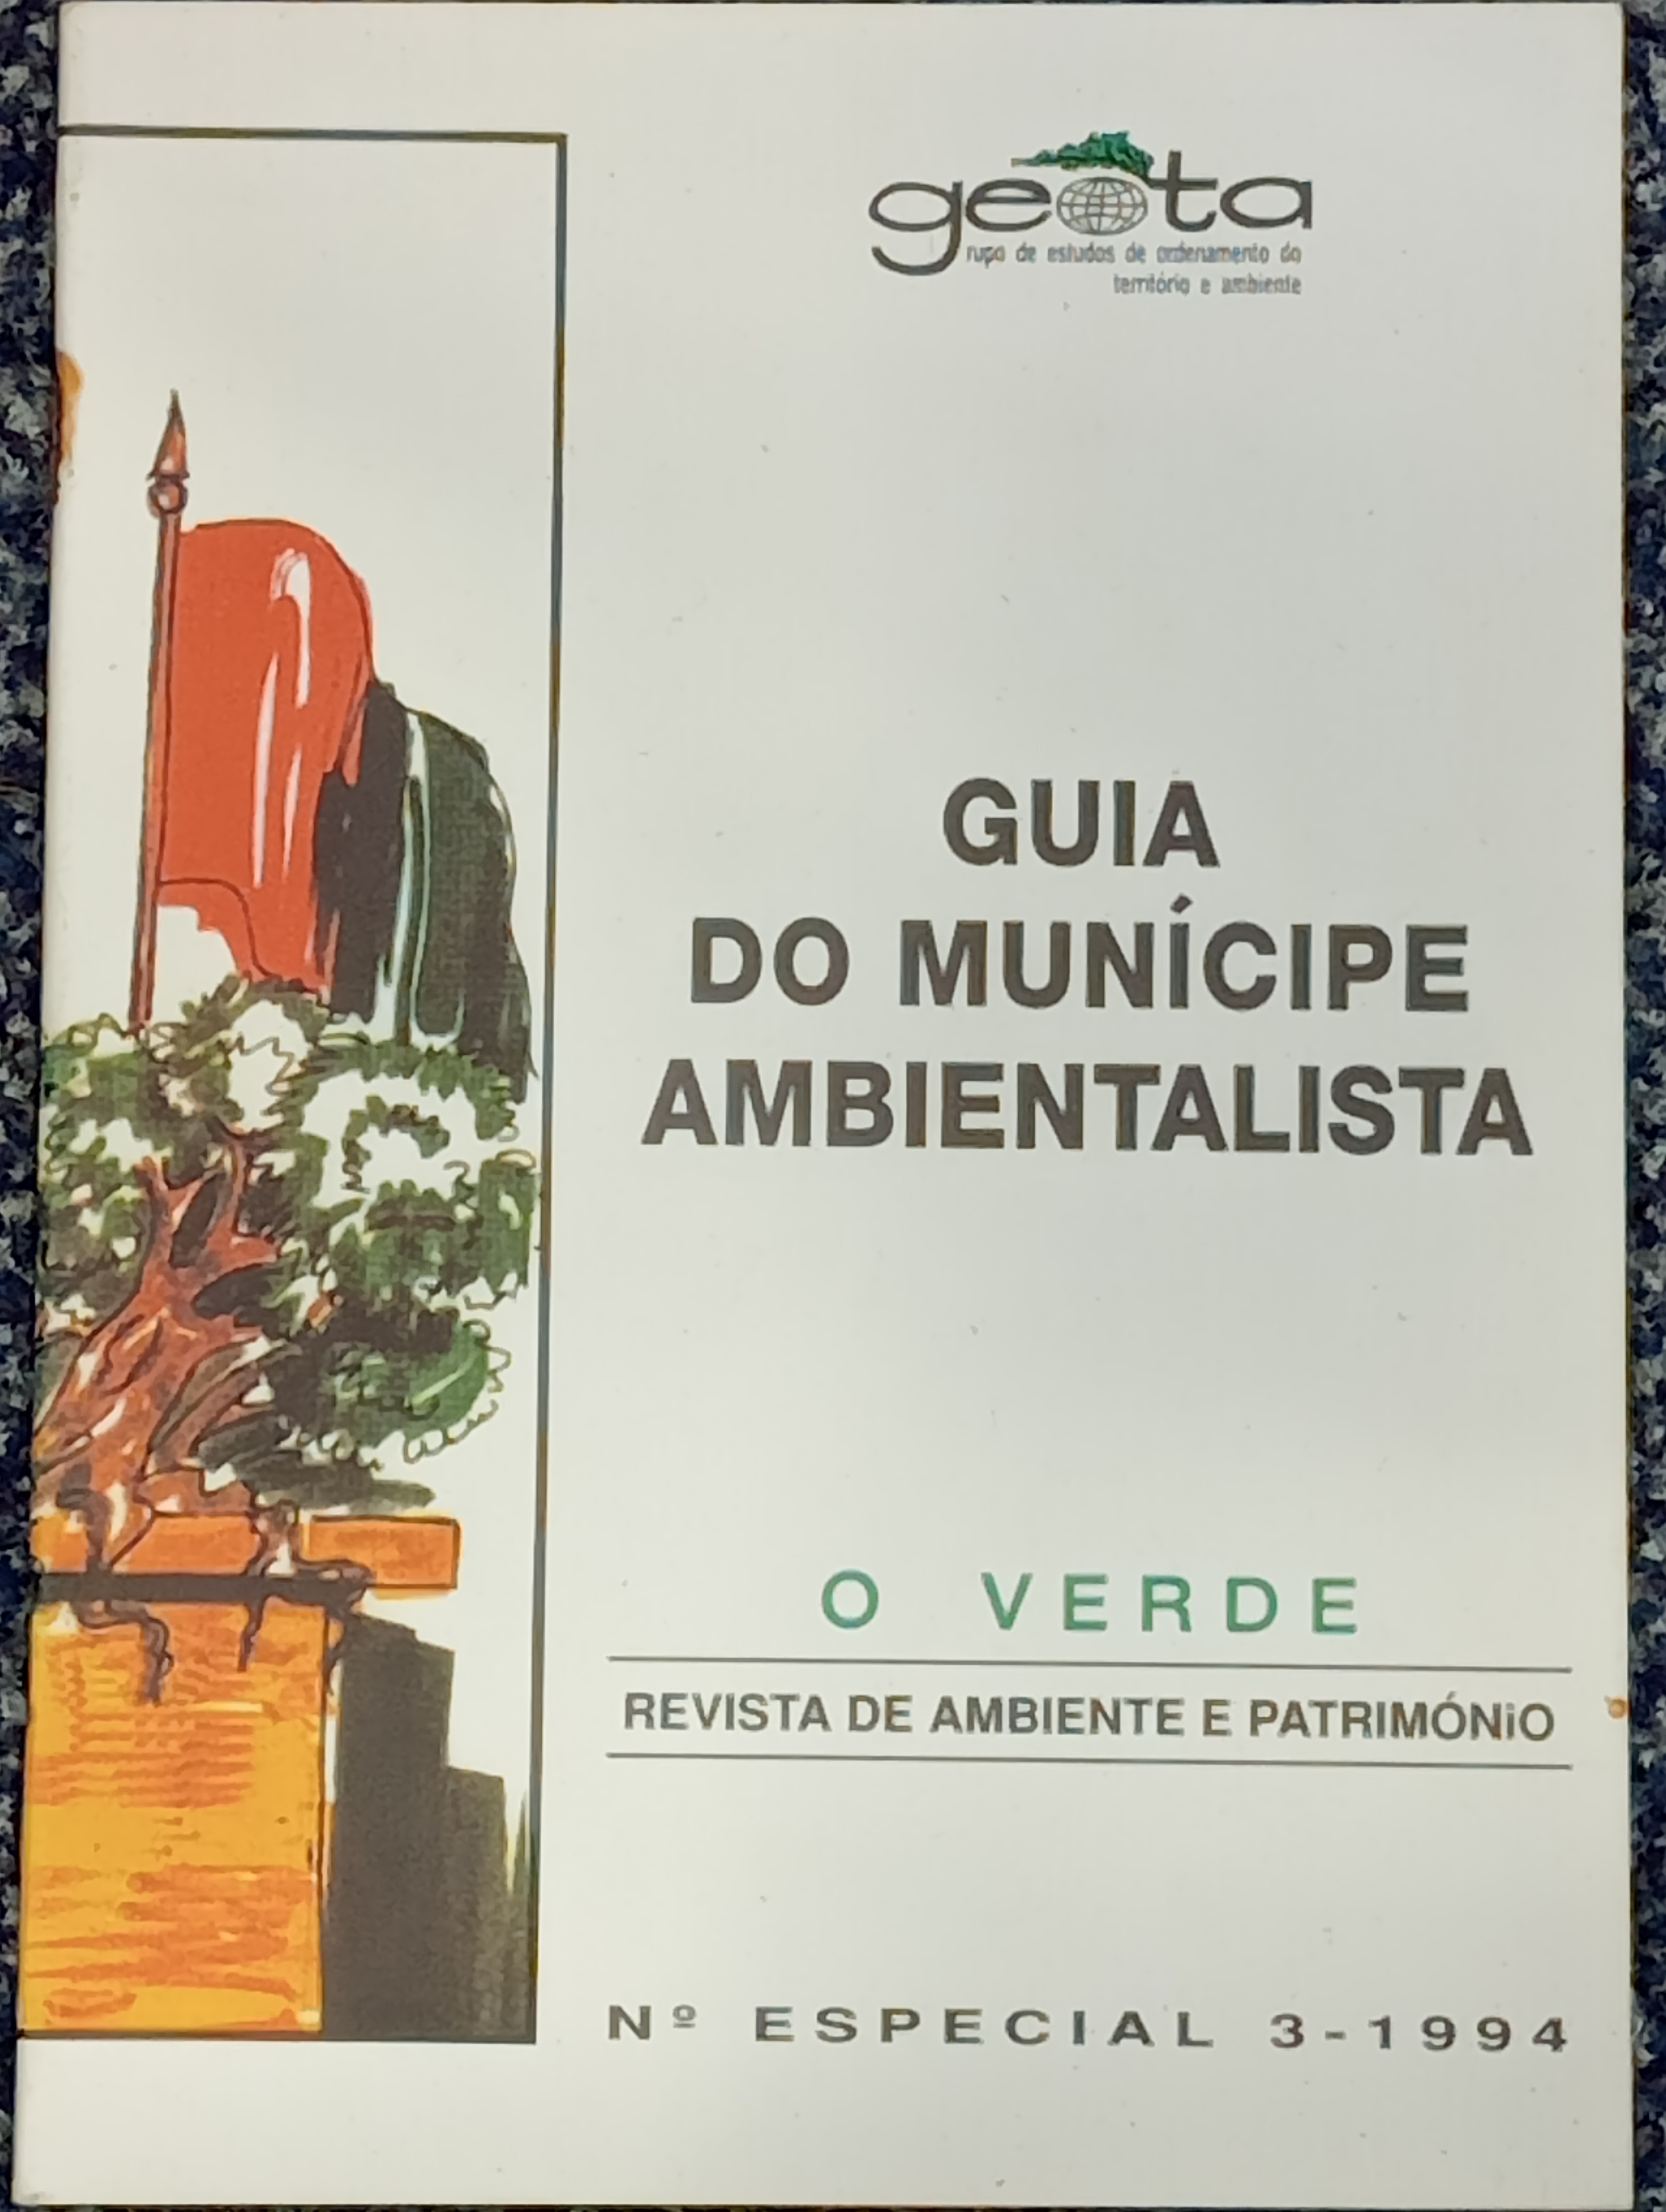 geota
rupo de estudos de ordenamento do
território e ambiente
GUIA
DO MUNÍCIPE
AMBIENTALISTA
O VERDE
REVISTA DE AMBIENTE E PATRIMÓNiO
Nº ESPECIAL 3-1994